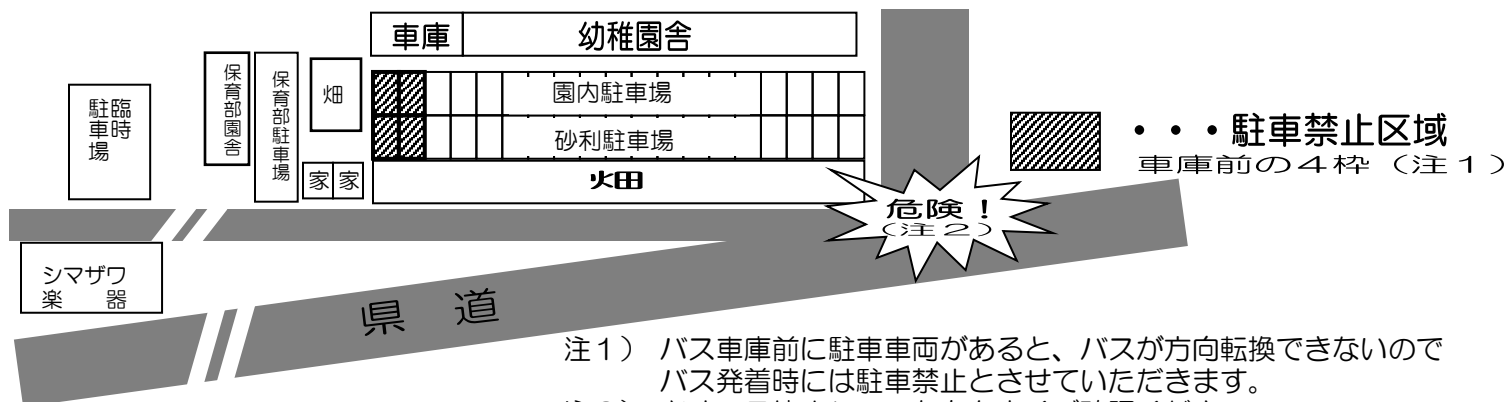 車庫
幼稚園舎
保育部園舎
保育部駐車場
畑
園内駐車場
砂利駐車場
臨時
駐車場
家
家
畑
・・・駐車禁止区域
車庫前の4枠（注1）
危険！
（注2）
シマザワ
楽　器
県　道
注1）　バス車庫前に駐車車両があると、バスが方向転換できないので
バス発着時には駐車禁止とさせていただきます。